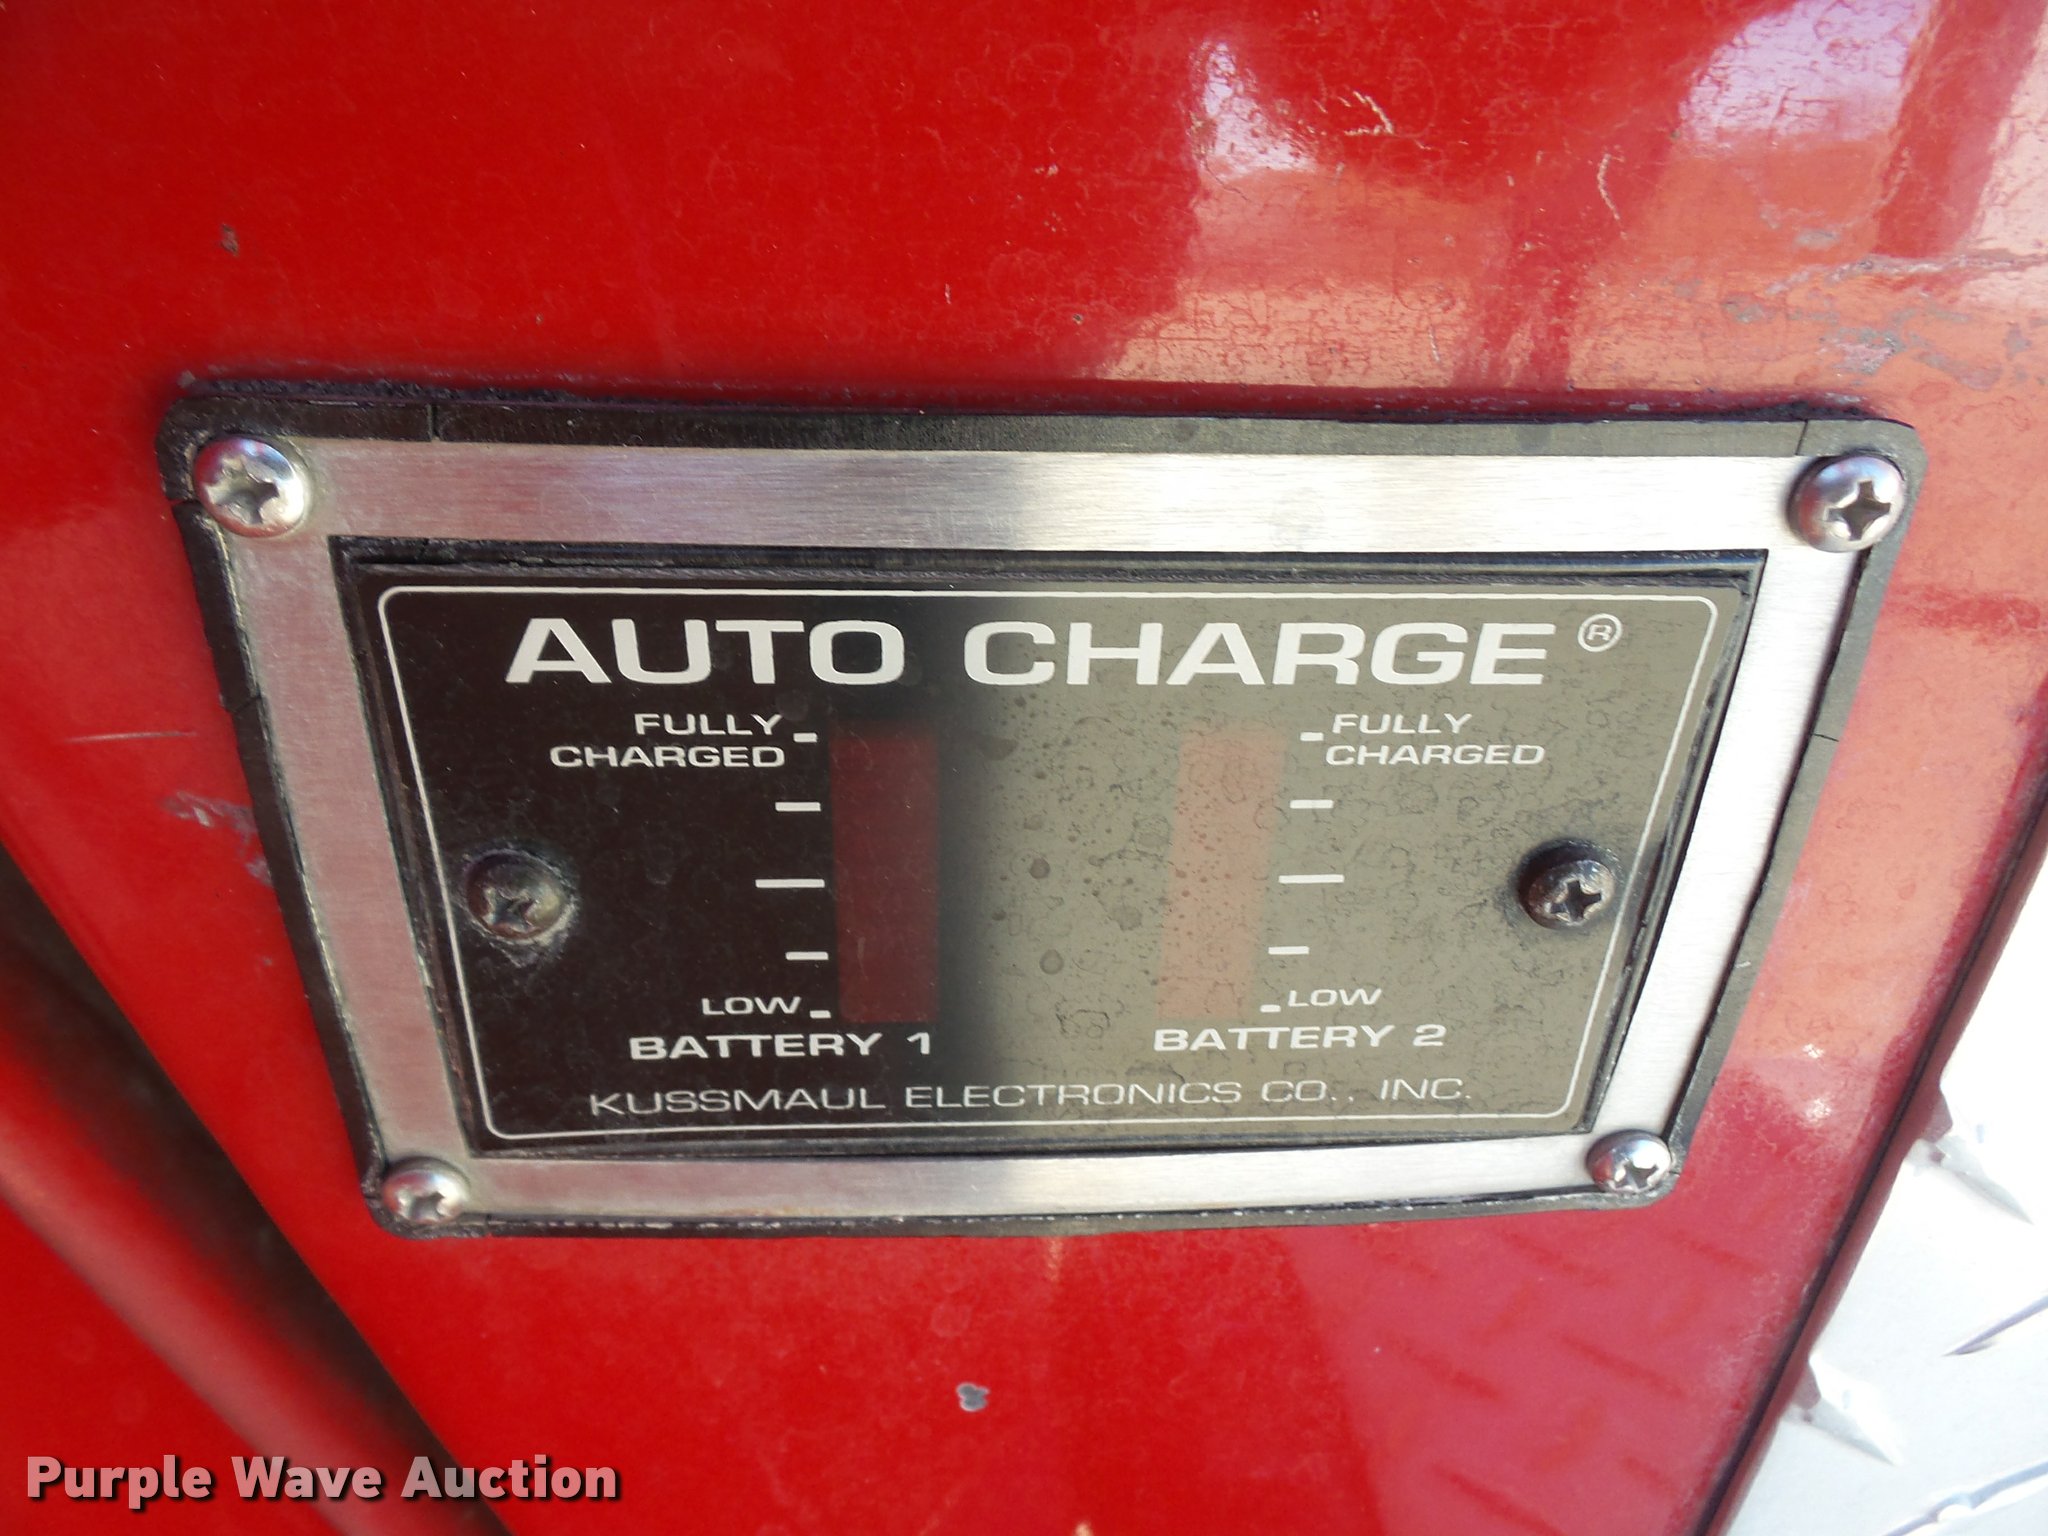 AUTO CHARGE®
FULLY
CHARGED
FULLY
CHARGED
LOW
LOW
BATTERY 1
BATTERY 2
KUSSMAUL ELECTRONICS CO., INC.
Purple Wave Auction